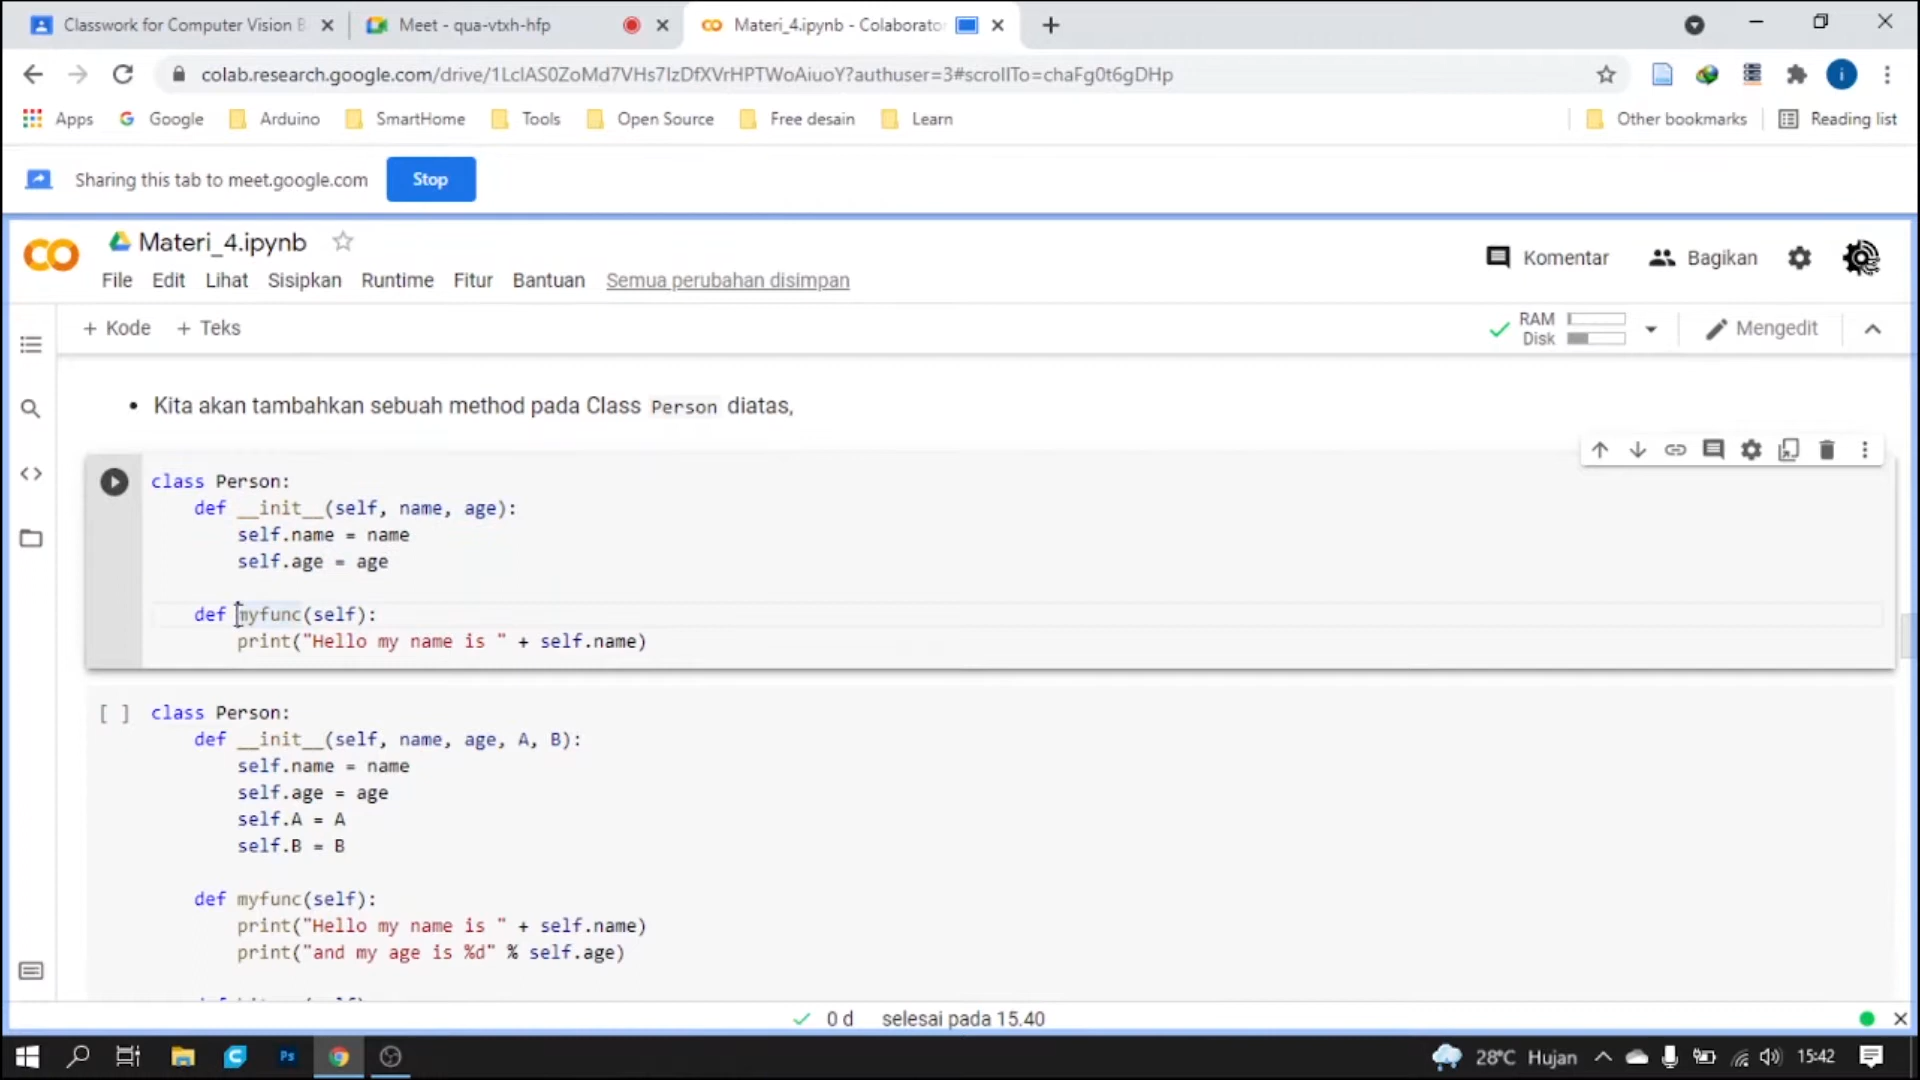 Classwork for Computer Vision B
Meet - qua-vtxh-hfp
Materi_4.ipynb - Colaborator
colab.research.google.com/drive/1LclAS0ZoMd7VHs7IzDfXVrHPTWoAiuoY?authuser=3#scrollTo=chaFg0t6gDHp
i
Apps
Google
Arduino
SmartHome
Tools
Open Source
Free desain
Learn
Other bookmarks
Reading list
Sharing this tab to meet.google.com
Stop
Materi_4.ipynb
File Edit Lihat Sisipkan Runtime Fitur Bantuan Semua perubahan disimpan
Komentar
Bagikan
+ Kode + Teks
RAM
Disk
Mengedit
• Kita akan tambahkan sebuah method pada Class Person diatas,
class Person:
def __init__(self, name, age):
self.name = name
self.age = age
def myfunc(self):
print("Hello my name is " + self.name)
[ ] class Person:
def __init__(self, name, age, A, B):
self.name = name
self.age = age
self.A = A
self.B = B
def myfunc(self):
print("Hello my name is " + self.name)
print("and my age is %d" % self.age)
0 d selesai pada 15.40
Ps
28°C Hujan
15:42